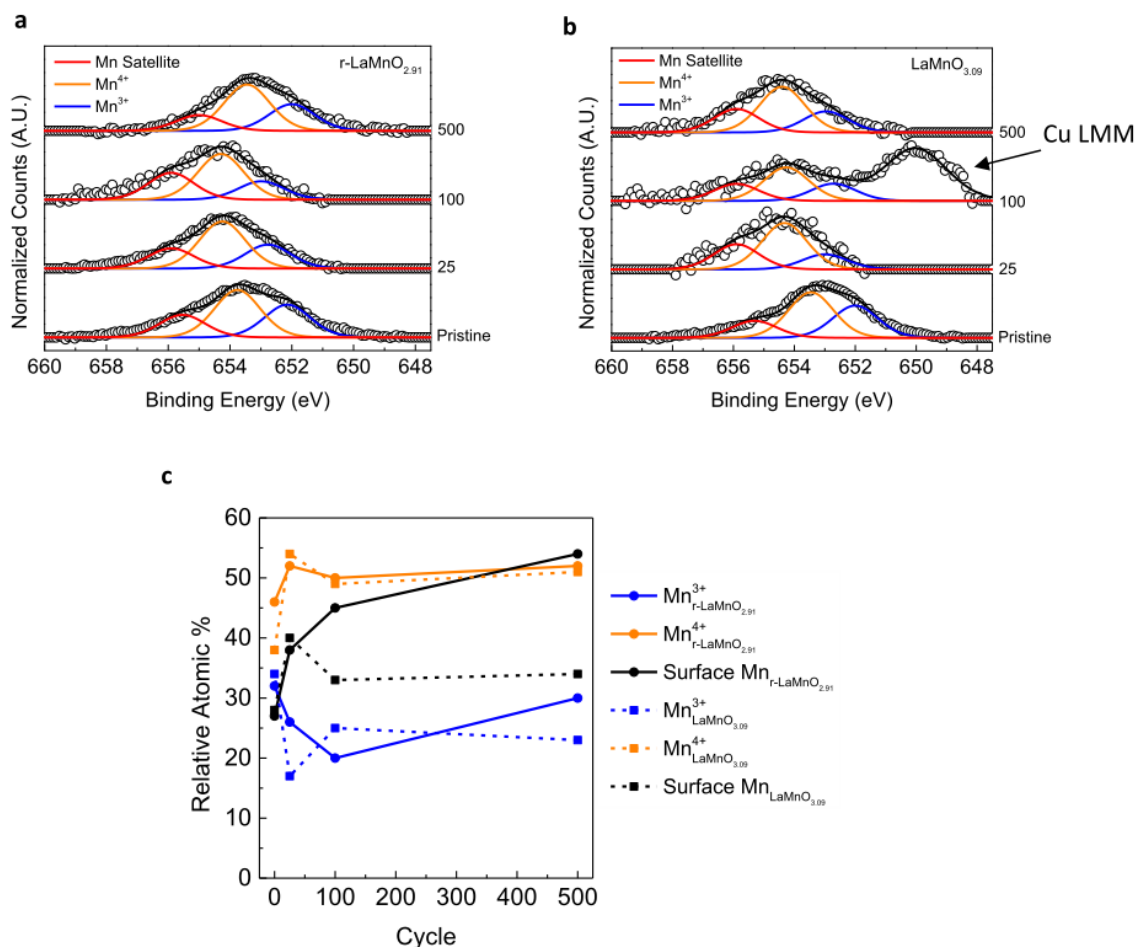 a
Mn Satellite
Mn4+
Mn3+
r-LaMnO2.91
500
100
25
Pristine
Normalized Counts (A.U.)
660 658 656 654 652 650 648
Binding Energy (eV)
b
Mn Satellite
Mn4+
Mn3+
LaMnO3.09
500
Cu LMM
100
25
Pristine
Normalized Counts (A.U.)
660 658 656 654 652 650 648
Binding Energy (eV)
c
60
50
40
30
20
10
0
Relative Atomic %
0 100 200 300 400 500
Cycle
Mn3+ r-LaMnO2.91
Mn4+ r-LaMnO2.91
Surface Mn r-LaMnO2.91
Mn3+ LaMnO3.09
Mn4+ LaMnO3.09
Surface Mn LaMnO3.09